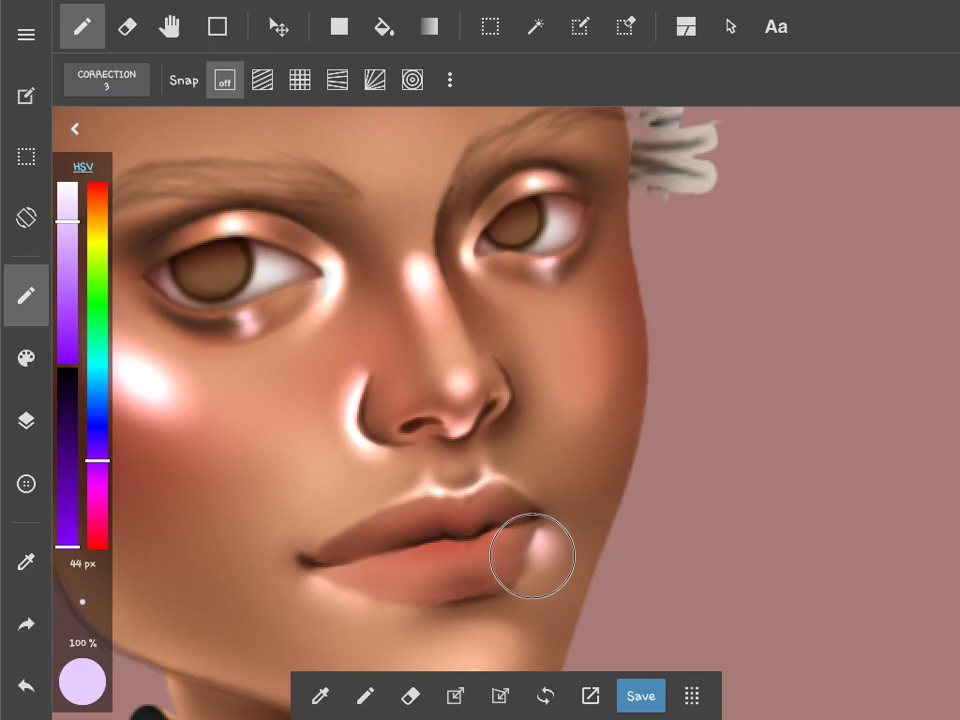 Aa
CORRECTION
3
Snap
off
HSV
44 px
100 %
Save